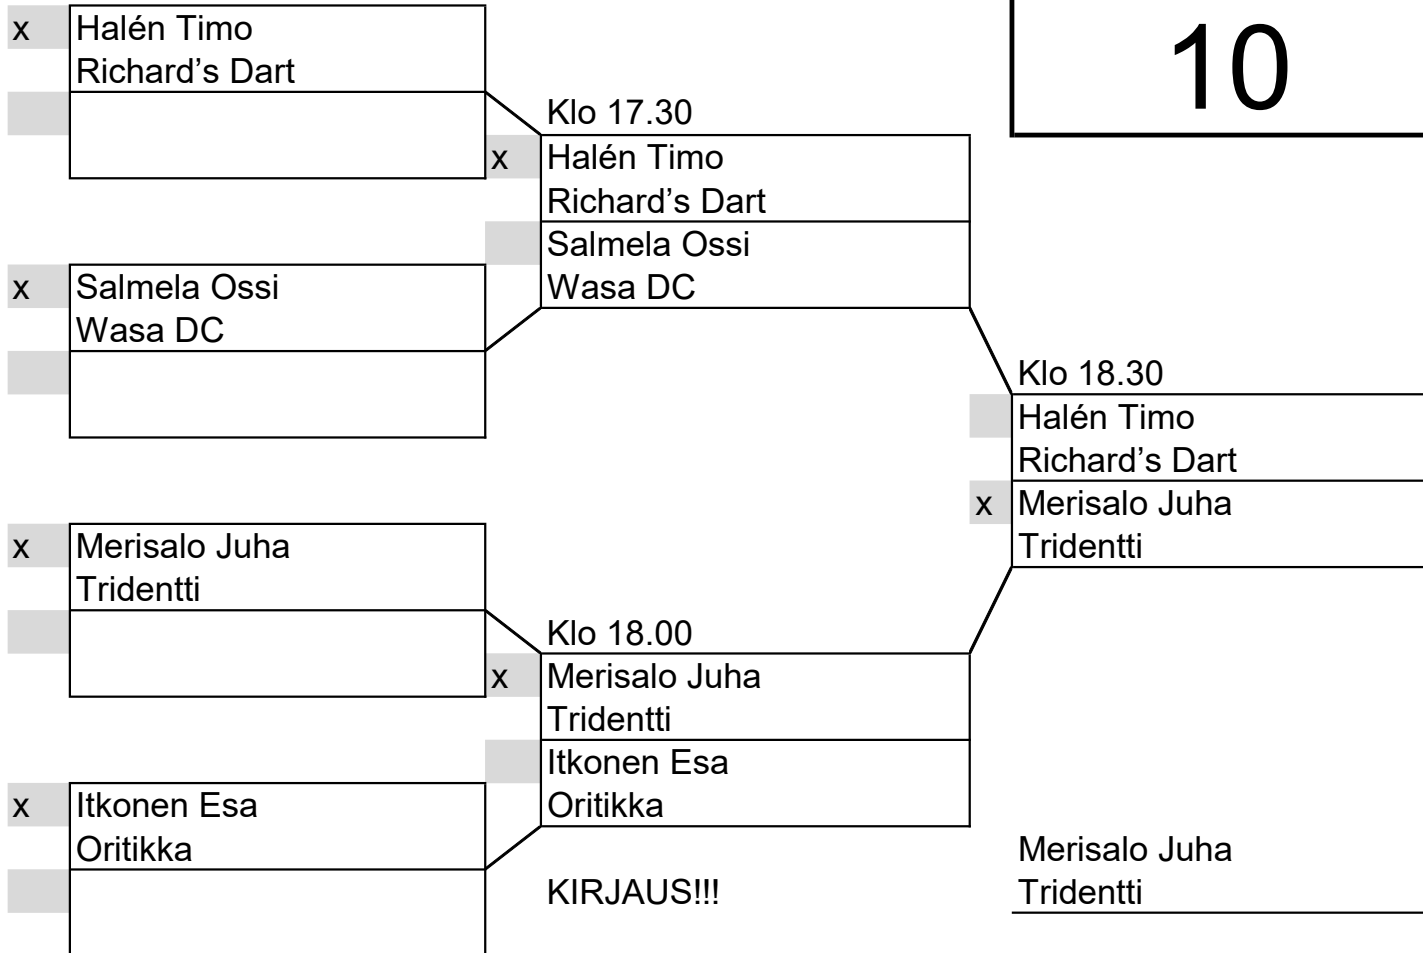 x Halén Timo
Richard's Dart
10
Klo 17.30
x Halén Timo
Richard's Dart
Salmela Ossi
Wasa DC
x Salmela Ossi
Wasa DC
Klo 18.30
Halén Timo
Richard's Dart
x Merisalo Juha
Tridentti
x Merisalo Juha
Tridentti
Klo 18.00
x Merisalo Juha
Tridentti
Itkonen Esa
Oritikka
x Itkonen Esa
Oritikka
KIRJAUS!!!
Merisalo Juha
Tridentti